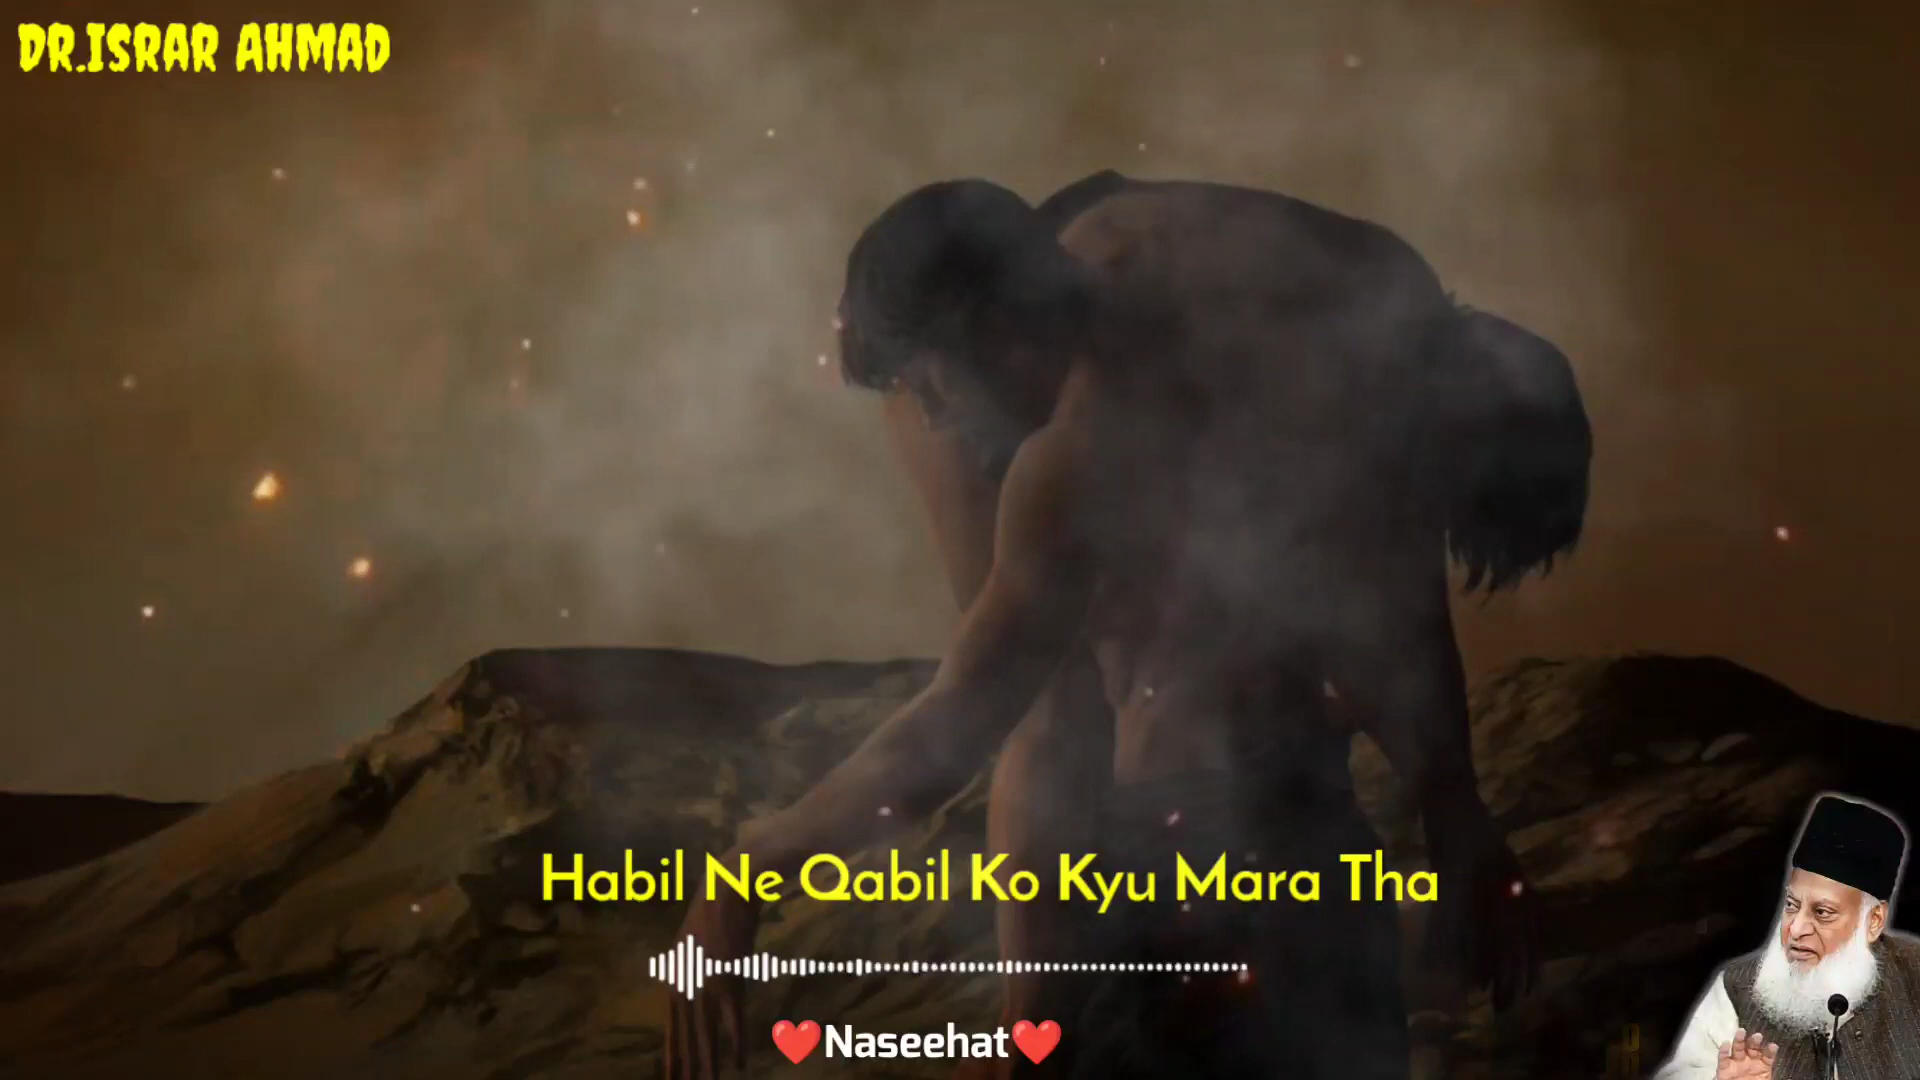 DR.ISRAR AHMAD
Habil Ne Qabil Ko Kyu Mara Tha
❤️Naseehat❤️